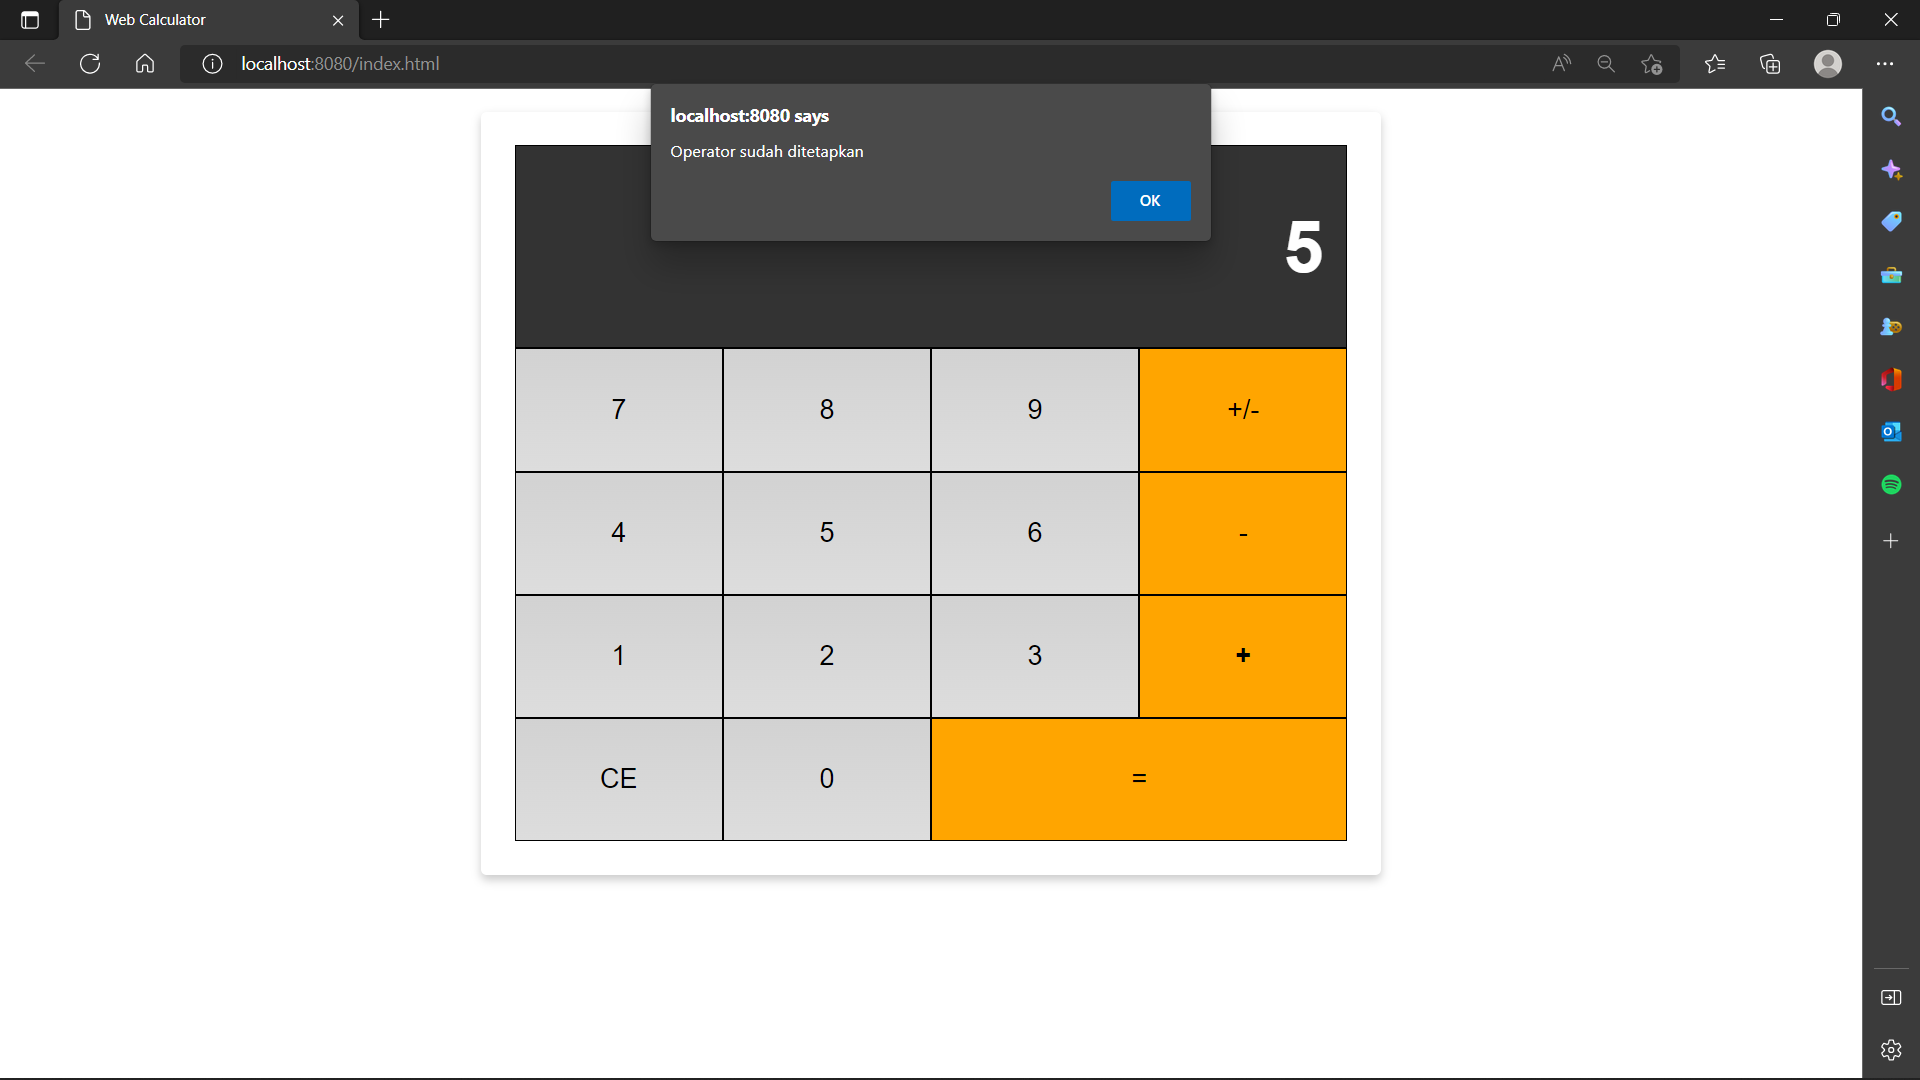 Web Calculator
localhost:8080/index.html
localhost:8080 says
Operator sudah ditetapkan
OK
5
7 8 9 +/-
4 5 6 -
1 2 3 +
CE 0 =